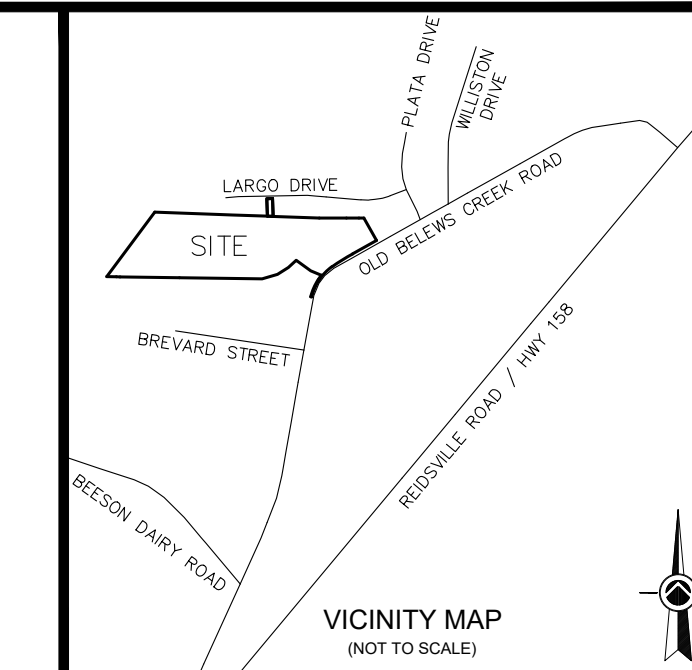 PLATA DRIVE
WILLISTON
DRIVE
LARGO DRIVE
SITE
OLD BELEWS CREEK ROAD
BREVARD STREET
REIDSVILLE ROAD / HWY 158
BEESON DAIRY ROAD
VICINITY MAP
(NOT TO SCALE)